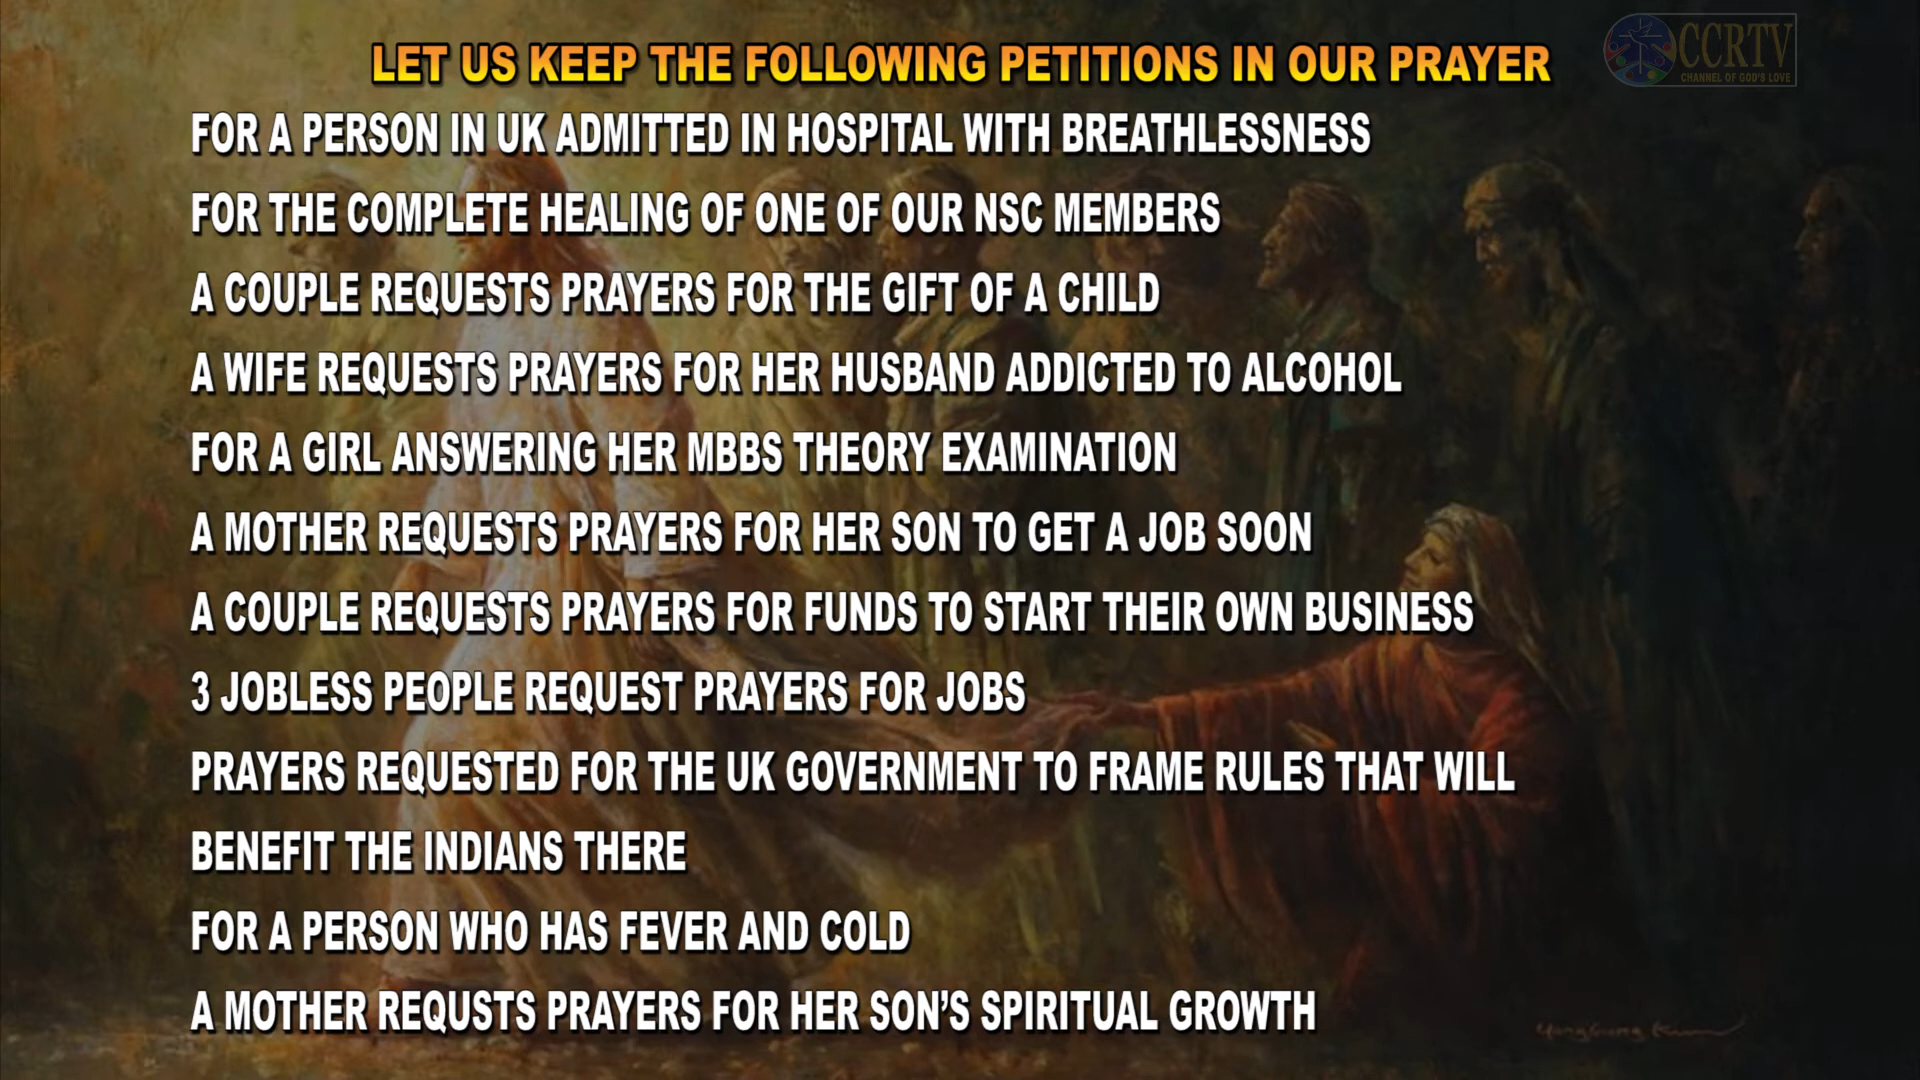 LET US KEEP THE FOLLOWING PETITIONS IN OUR PRAYER
CCRTV
CHANNEL OF GOD'S LOVE
FOR A PERSON IN UK ADMITTED IN HOSPITAL WITH BREATHLESSNESS
FOR THE COMPLETE HEALING OF ONE OF OUR NSC MEMBERS
A COUPLE REQUESTS PRAYERS FOR THE GIFT OF A CHILD
A WIFE REQUESTS PRAYERS FOR HER HUSBAND ADDICTED TO ALCOHOL
FOR A GIRL ANSWERING HER MBBS THEORY EXAMINATION
A MOTHER REQUESTS PRAYERS FOR HER SON TO GET A JOB SOON
A COUPLE REQUESTS PRAYERS FOR FUNDS TO START THEIR OWN BUSINESS
3 JOBLESS PEOPLE REQUEST PRAYERS FOR JOBS
PRAYERS REQUESTED FOR THE UK GOVERNMENT TO FRAME RULES THAT WILL
BENEFIT THE INDIANS THERE
FOR A PERSON WHO HAS FEVER AND COLD
A MOTHER REQUSTS PRAYERS FOR HER SON’S SPIRITUAL GROWTH